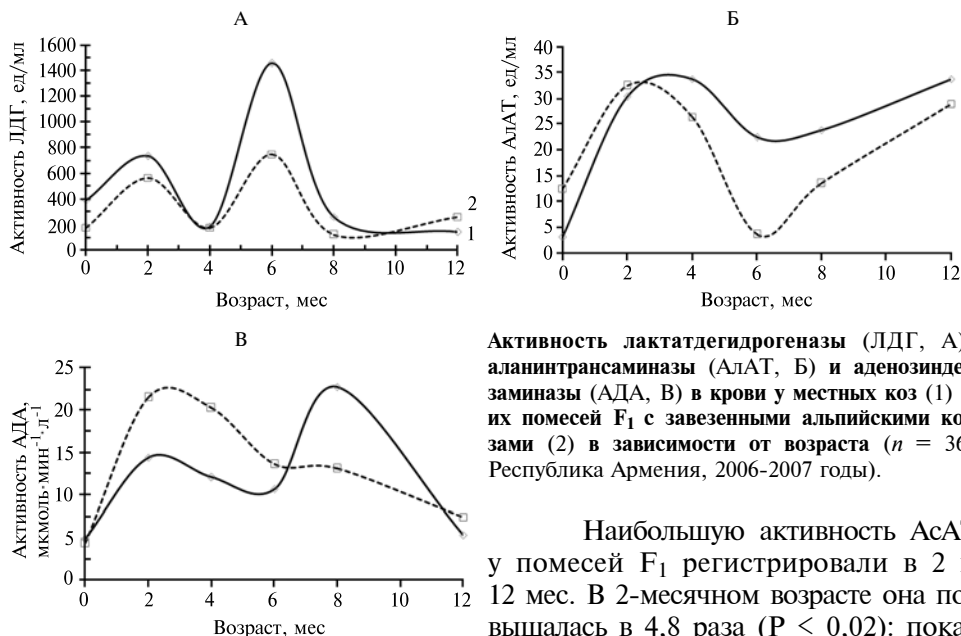 А
Активность ЛДГ, ед/мл
1600
1400
1200
1000
800
600
400
200
0
0 2 4 6 8 10 12
2
1
Возраст, мес
Б
Активность АлАТ, ед/мл
40
35
30
25
20
15
10
5
0
0 2 4 6 8 12
Возраст, мес
В
Активность АДА,
мкмоль·мин⁻¹·л⁻¹
25
20
15
10
5
0
0 2 4 6 8 12
Возраст, мес
Активность лактатдегидрогеназы (ЛДГ, А)
аланинтрансаминазы (АлАТ, Б) и аденозинде
заминазы (АДА, В) в крови у местных коз (1)
их помесей F₁ с завезенными альпийскими ко
зами (2) в зависимости от возраста (n = 36
Республика Армения, 2006-2007 годы).
Наибольшую активность АсАТ
у помесей F₁ регистрировали в 2
12 мес. В 2-месячном возрасте она по
вышалась в 4,8 раза (P < 0,02): пока